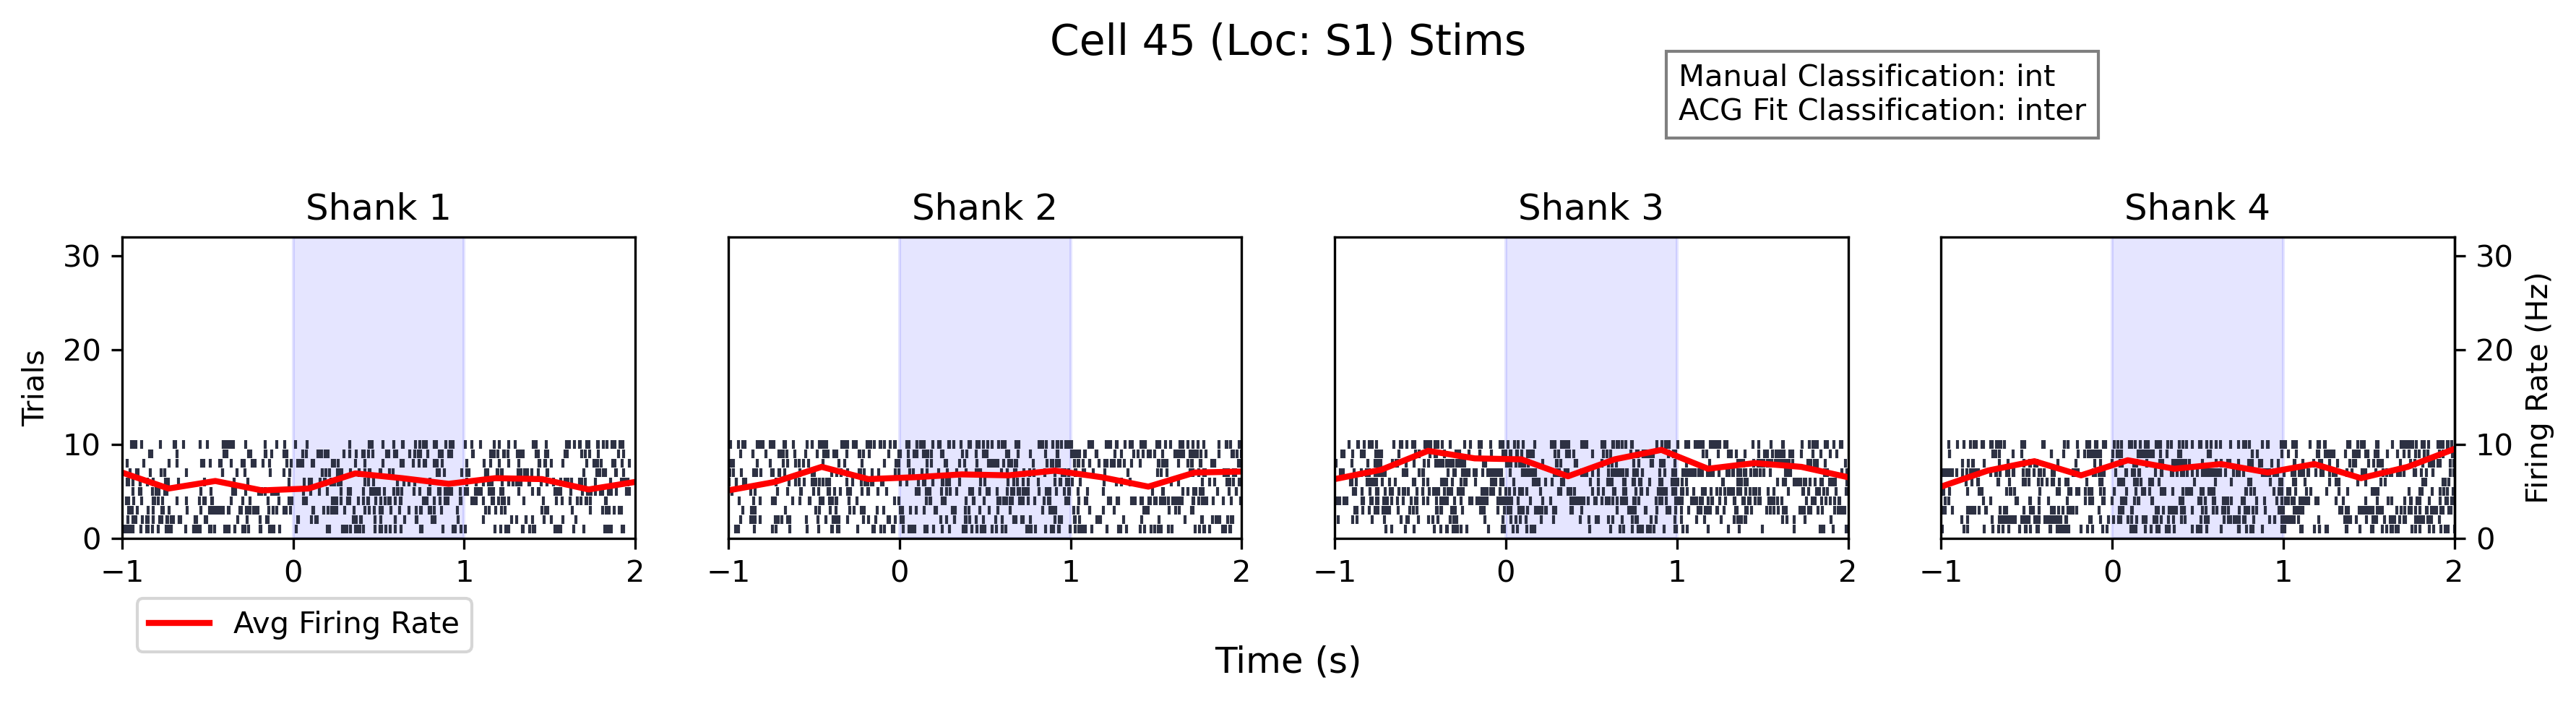 Cell 45 (Loc: S1) Stims
Manual Classification: int
ACG Fit Classification: inter
Shank 1
Shank 2
Shank 3
Shank 4
30
20
10
0
Trials
−1 0 1 2
−1 0 1 2
−1 0 1 2
−1 0 1 2
30
20
10
0
Firing Rate (Hz)
Avg Firing Rate
Time (s)